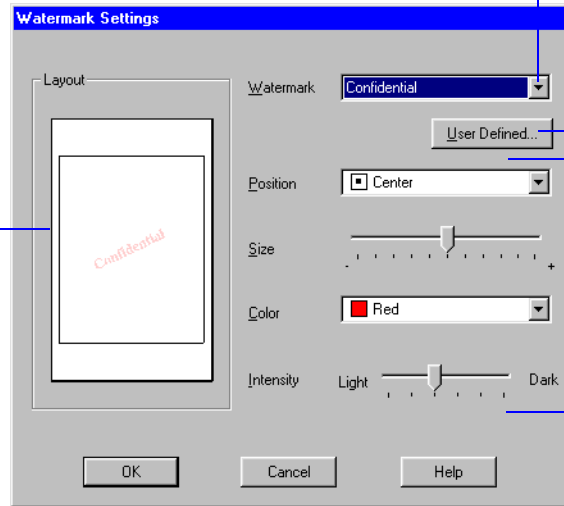 Watermark Settings
Layout
Confidential
Watermark
Confidential
User Defined...
Position
Center
Size
- +
Color
Red
Intensity
Light
Dark
OK
Cancel
Help